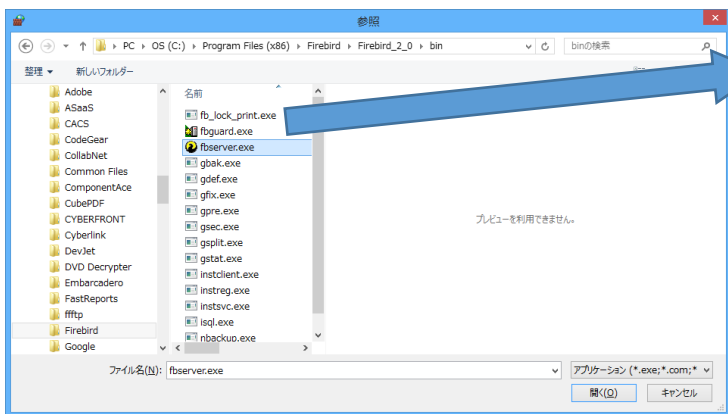 参照
PC ▸ OS (C:) ▸ Program Files (x86) ▸ Firebird ▸ Firebird_2_0 ▸ bin
binの検索
整理 ▼ 新しいフォルダー
Adobe
ASaaS
CACS
CodeGear
CollabNet
Common Files
ComponentAce
CubePDF
CYBERFRONT
Cyberlink
DevJet
DVD Decrypter
Embarcadero
FastReports
ffftp
Firebird
Google
名前
fb_lock_print.exe
fbguard.exe
fbserver.exe
gbak.exe
gdef.exe
gfix.exe
gpre.exe
gsec.exe
gsplit.exe
gstat.exe
instclient.exe
instreg.exe
instsvc.exe
isql.exe
nbackup.exe
プレビューを利用できません。
ファイル名(N): fbserver.exe
アプリケーション (*.exe;*.com;*
開く(O) キャンセル